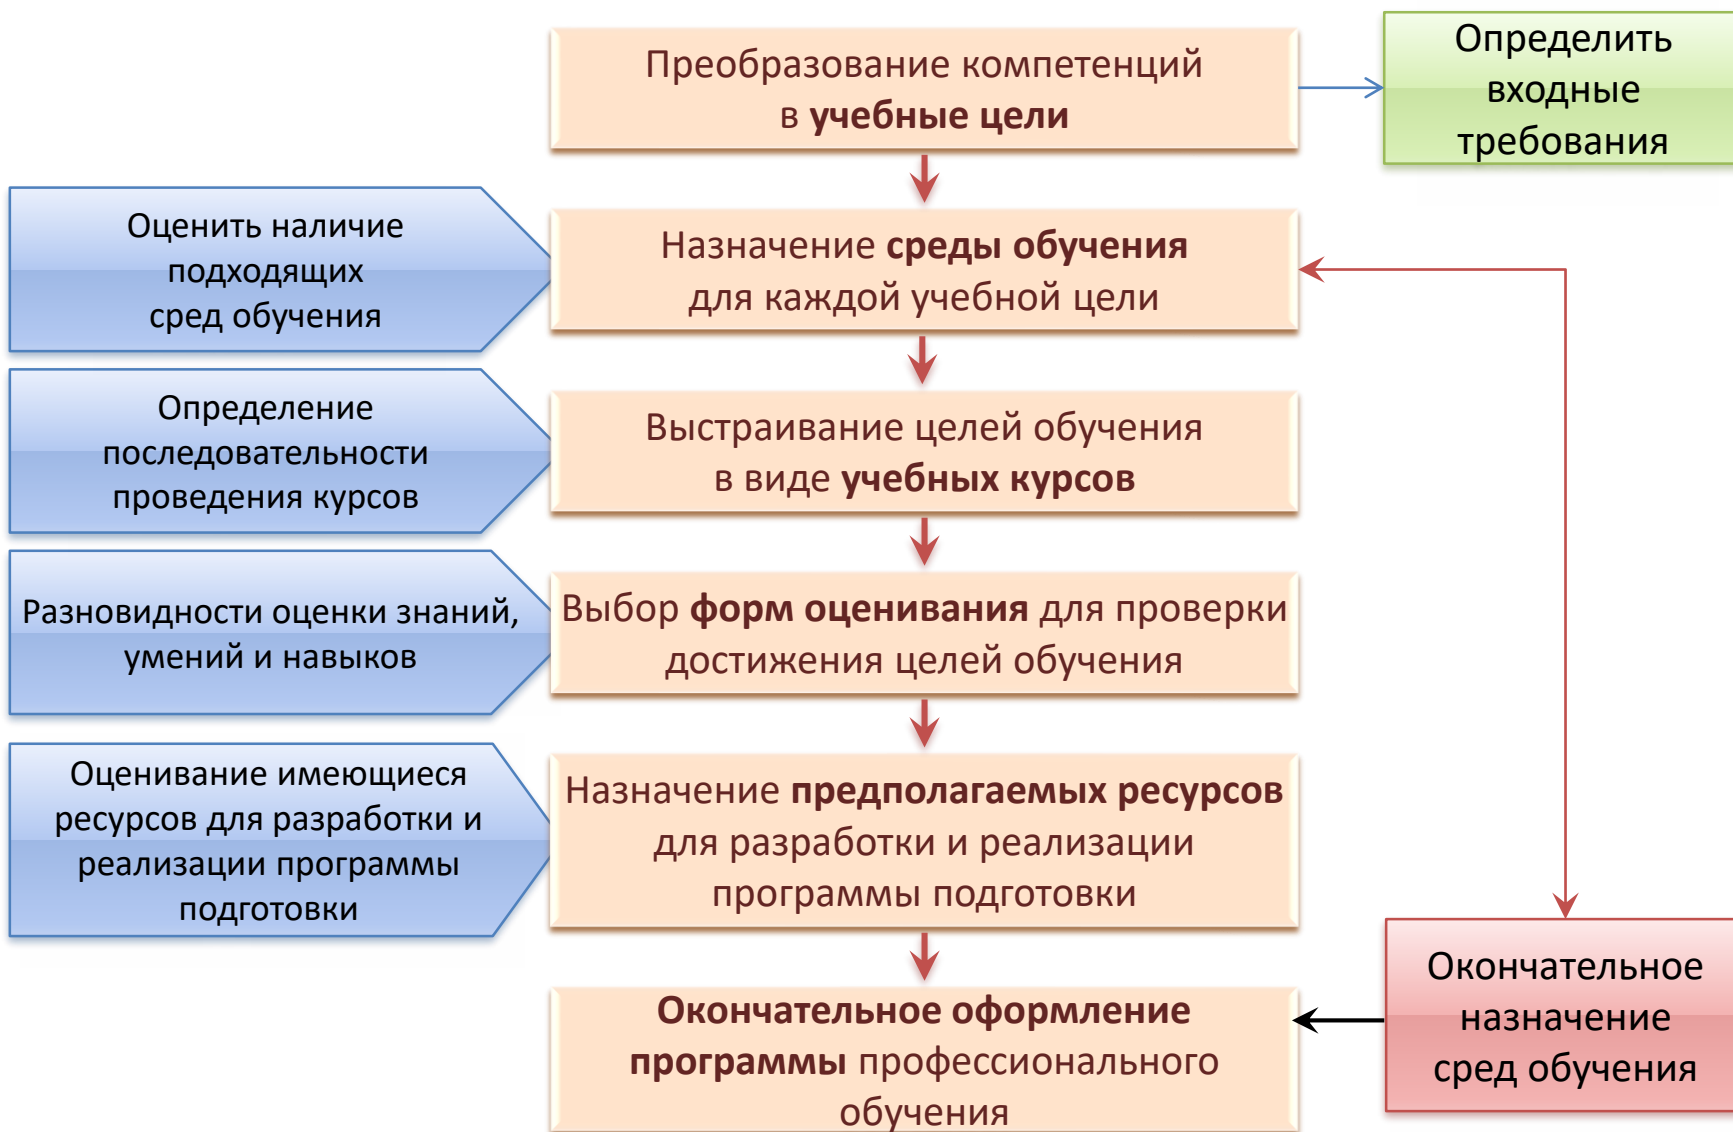 Преобразование компетенций
в учебные цели
Определить
входные
требования
Оценить наличие
подходящих
сред обучения
Назначение среды обучения
для каждой учебной цели
Определение
последовательности
проведения курсов
Выстраивание целей обучения
в виде учебных курсов
Разновидности оценки знаний,
умений и навыков
Выбор форм оценивания для проверки
достижения целей обучения
Оценивание имеющиеся
ресурсов для разработки и
реализации программы
подготовки
Назначение предполагаемых ресурсов
для разработки и реализации
программы подготовки
Окончательное оформление
программы профессионального
обучения
Окончательное
назначение
сред обучения